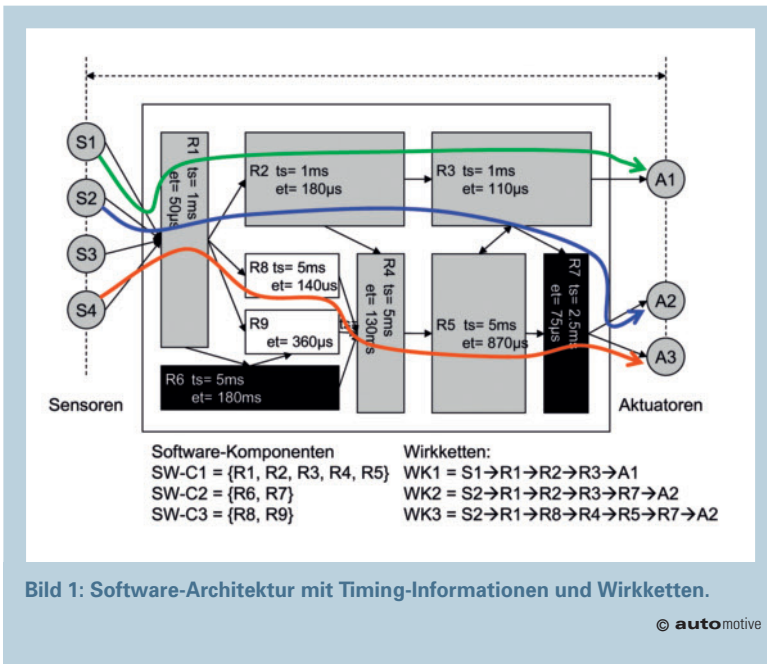 S1
S2
S3
S4
Sensoren
R1 ts= 1ms
et= 50µs
R2 ts= 1ms
et= 180µs
R3 ts= 1ms
et= 110µs
R8 ts= 5ms
et= 140us
R9
et= 360µs
R4 ts= 5ms
et= 130ms
R5 ts= 5ms
et= 870µs
R7 ts= 2.5ms
et= 75µs
R6 ts= 5ms
et= 180ms
A1
A2
A3
Aktuatoren
Software-Komponenten
SW-C1 = {R1, R2, R3, R4, R5}
SW-C2 = {R6, R7}
SW-C3 = {R8, R9}
Wirkketten:
WK1 = S1→R1→R2→R3→A1
WK2 = S2→R1→R2→R3→R7→A2
WK3 = S2→R1→R8→R4→R5→R7→A2
Bild 1: Software-Architektur mit Timing-Informationen und Wirkketten.
© automotive